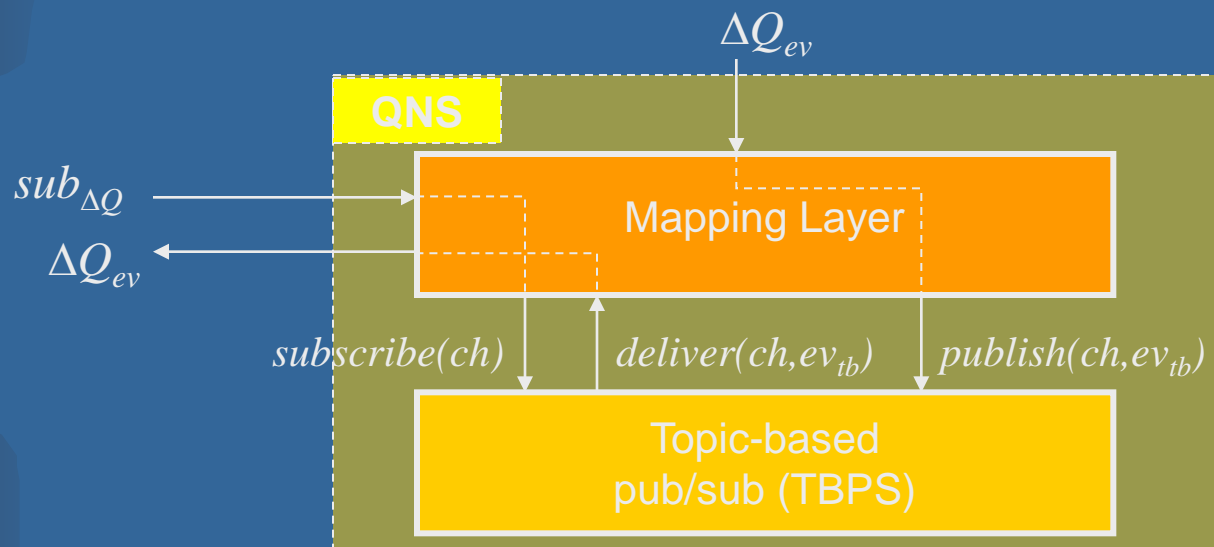 ΔQ_ev
QNS
sub_ΔQ
Mapping Layer
ΔQ_ev
subscribe(ch) deliver(ch,ev_tb) publish(ch,ev_tb)
Topic-based
pub/sub (TBPS)